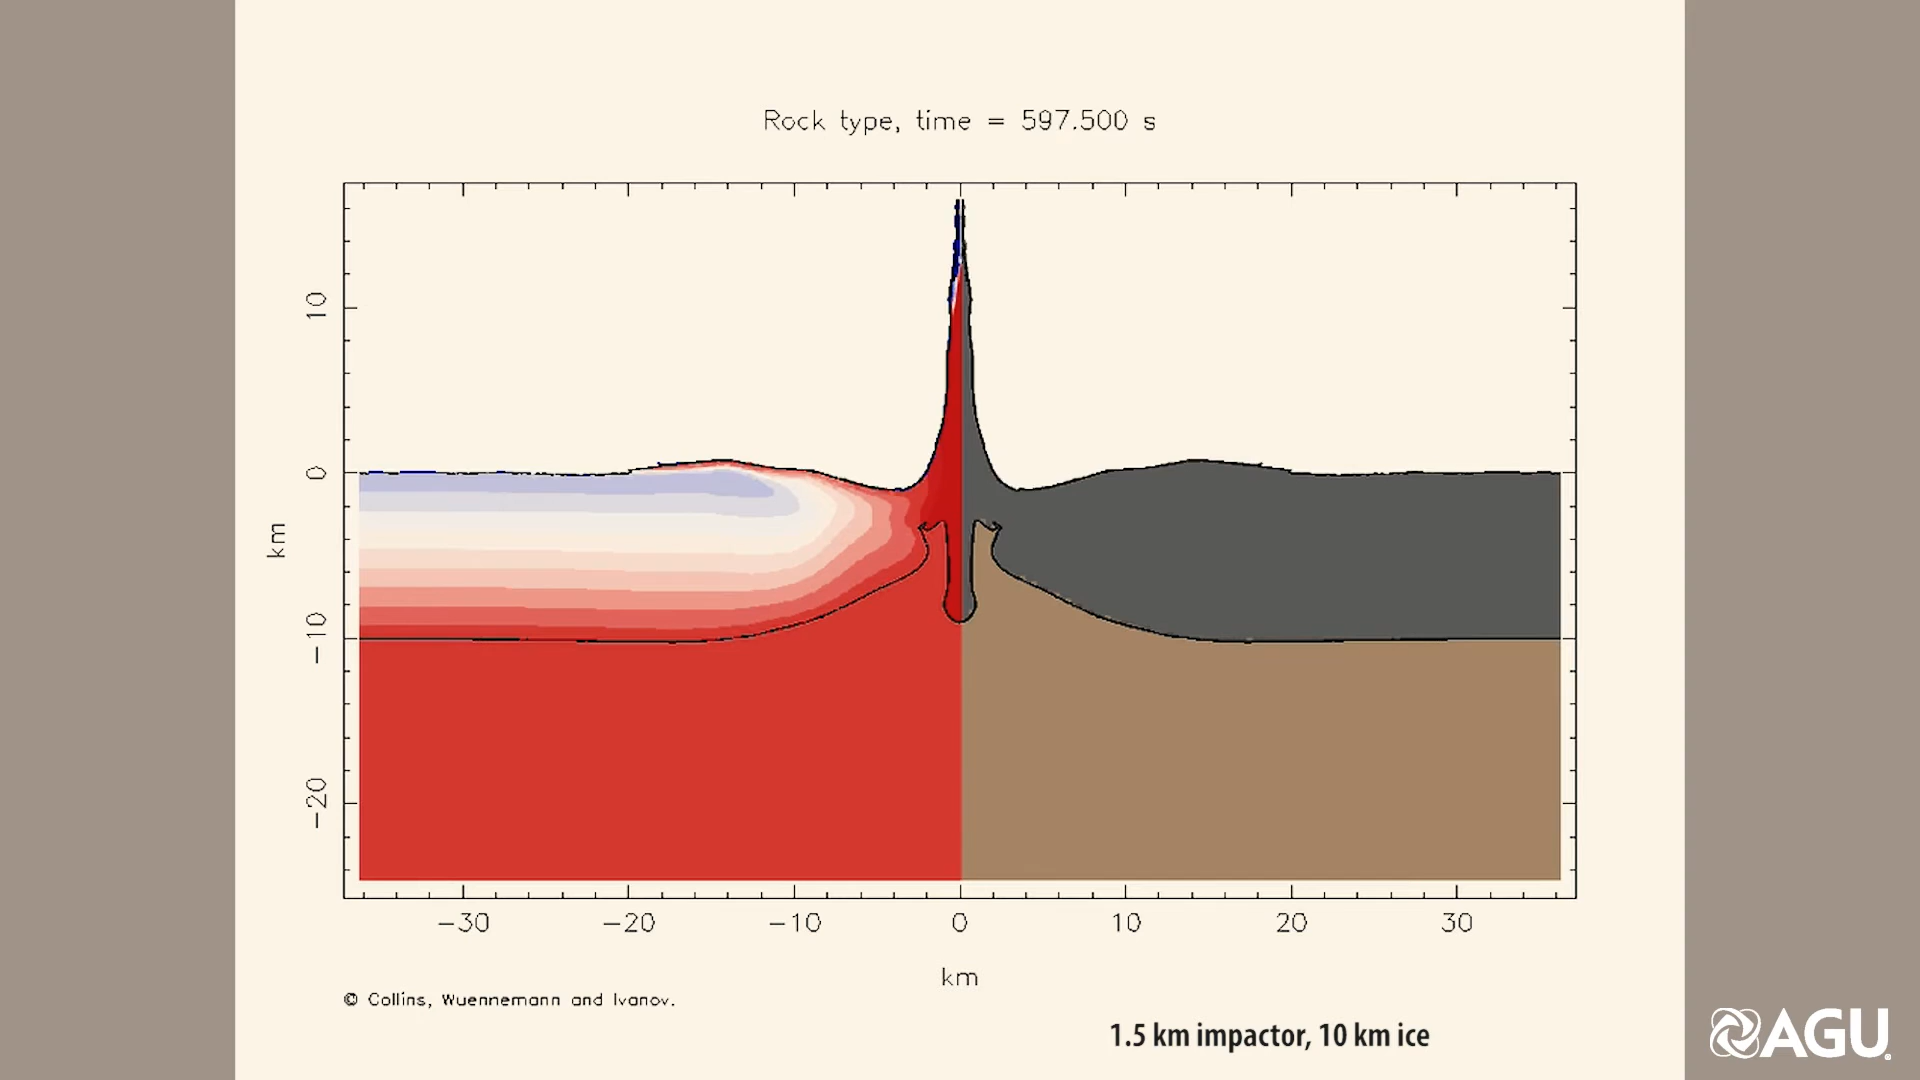 Rock type, time = 597.500 s
10
0
−10
−20
km
−30
−20
−10
0
10
20
30
km
© Collins, Wuennemann and Ivanov.
1.5 km impactor, 10 km ice
AGU